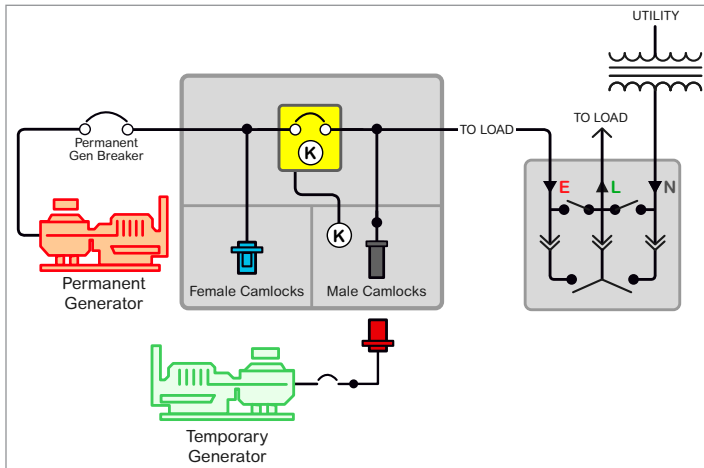 UTILITY
TO LOAD
Permanent
Gen Breaker
K
TO LOAD
E
L
N
K
Permanent
Generator
Female Camlocks
Male Camlocks
Temporary
Generator